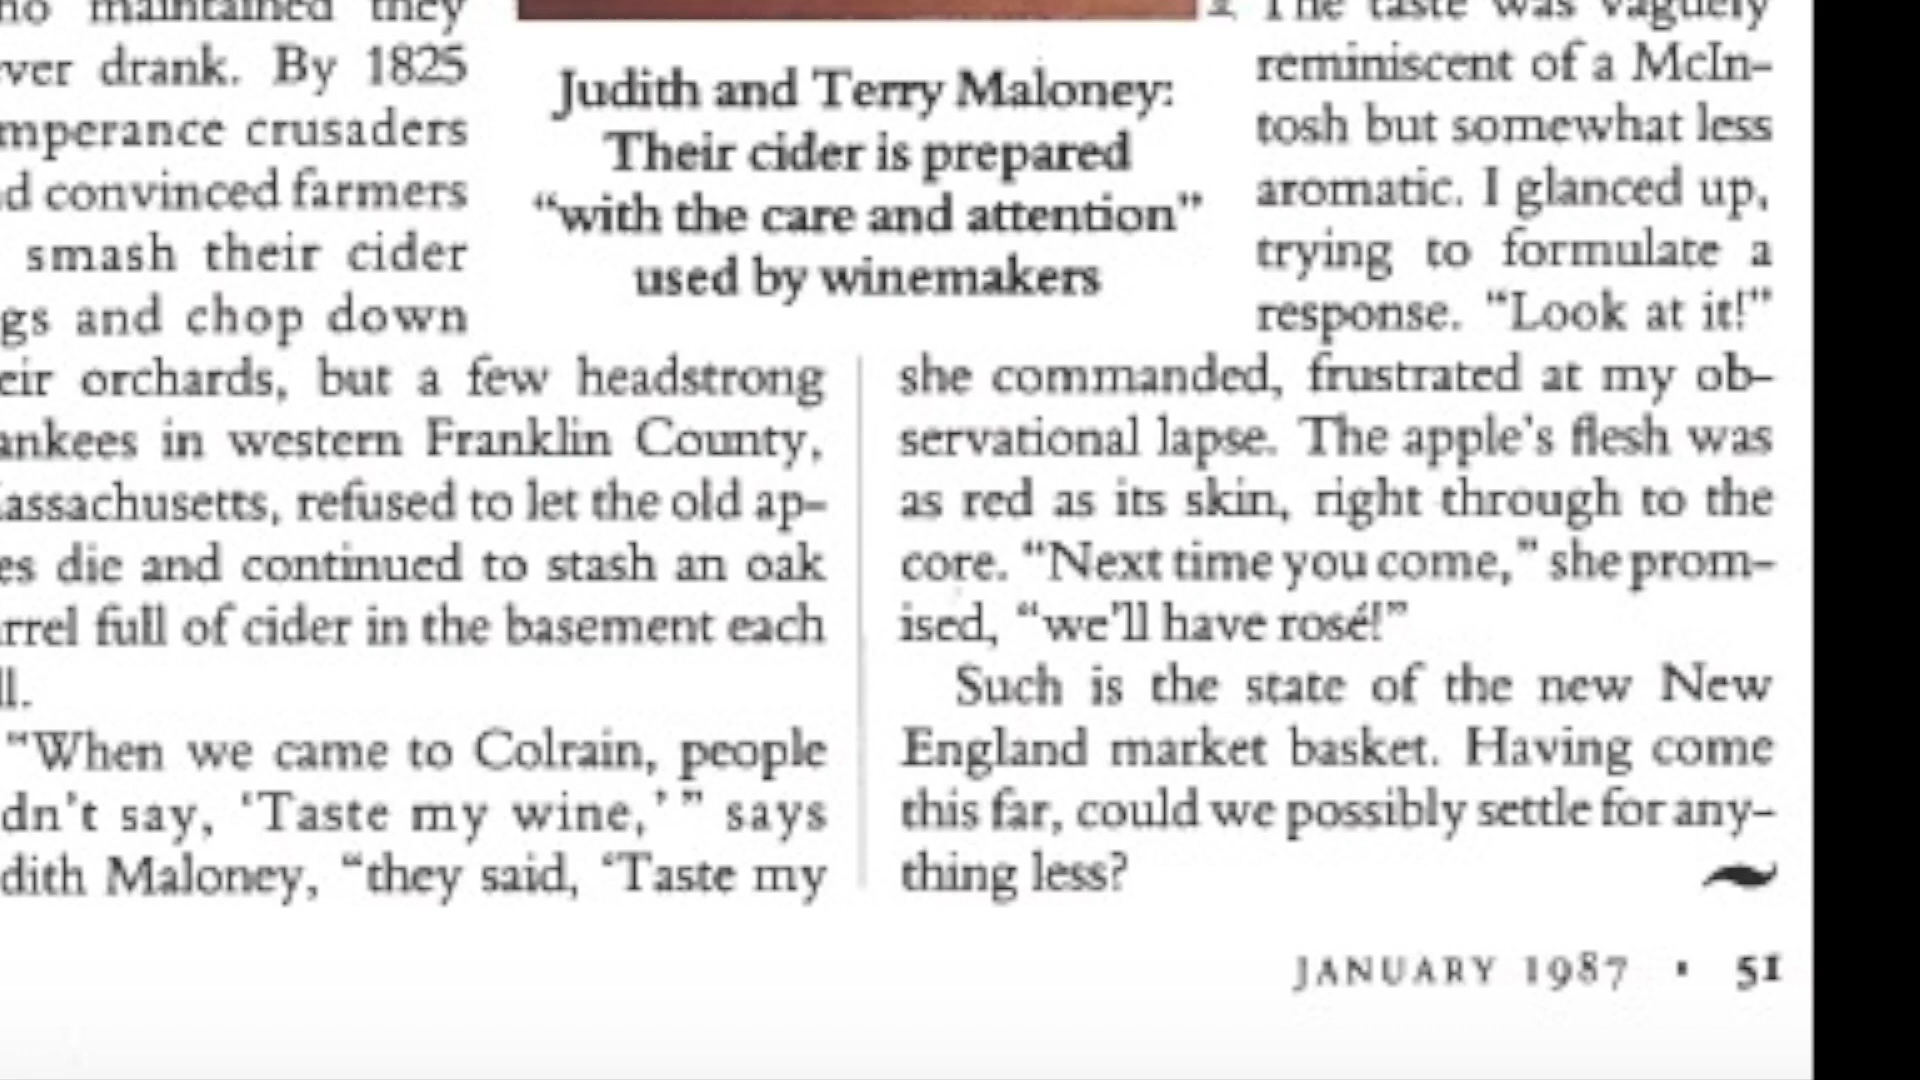 maintained they
ver drank. By 1825
mperance crusaders
d convinced farmers
smash their cider
gs and chop down
eir orchards, but a few headstrong
ankees in western Franklin County,
assachusetts, refused to let the old ap-
es die and continued to stash an oak
rrel full of cider in the basement each
ll.
“When we came to Colrain, people
dn't say, ‘Taste my wine,’ ” says
dith Maloney, “they said, ‘Taste my
Judith and Terry Maloney:
Their cider is prepared
“with the care and attention”
used by winemakers
The taste was vaguely
reminiscent of a McIn-
tosh but somewhat less
aromatic. I glanced up,
trying to formulate a
response. “Look at it!”
she commanded, frustrated at my ob-
servational lapse. The apple's flesh was
as red as its skin, right through to the
core. “Next time you come,” she prom-
ised, “we'll have rosé!”
Such is the state of the new New
England market basket. Having come
this far, could we possibly settle for any-
thing less?
JANUARY 1987 ▪ 51